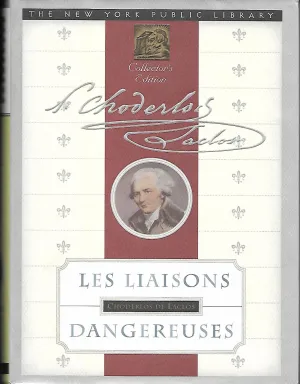 THE NEW YORK PUBLIC LIBRARY
Collector's
Edition
Choderlos
Laclos
LES LIAISONS
CHODERLOS DE LACLOS
DANGEREUSES